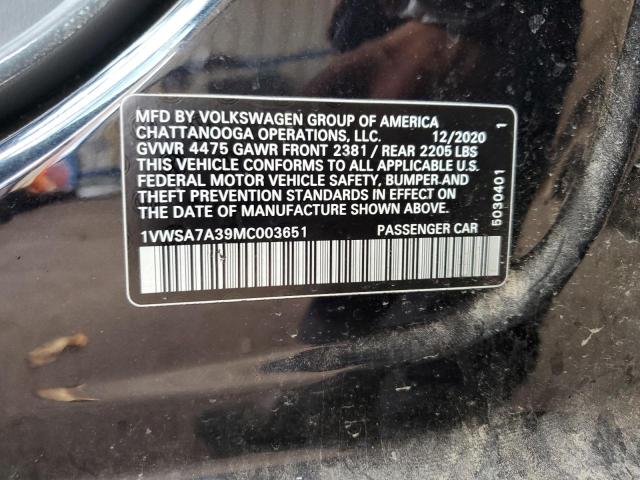 MFD BY VOLKSWAGEN GROUP OF AMERICA
CHATTANOOGA OPERATIONS, LLC. 12/2020
GVWR 4475 GAWR FRONT 2381 / REAR 2205 LBS
THIS VEHICLE CONFORMS TO ALL APPLICABLE U.S.
FEDERAL MOTOR VEHICLE SAFETY, BUMPER AND
THEFT PREVENTION STANDARDS IN EFFECT ON
THE DATE OF MANUFACTURE SHOWN ABOVE.
1VWSA7A39MC003651 PASSENGER CAR
5030401 1